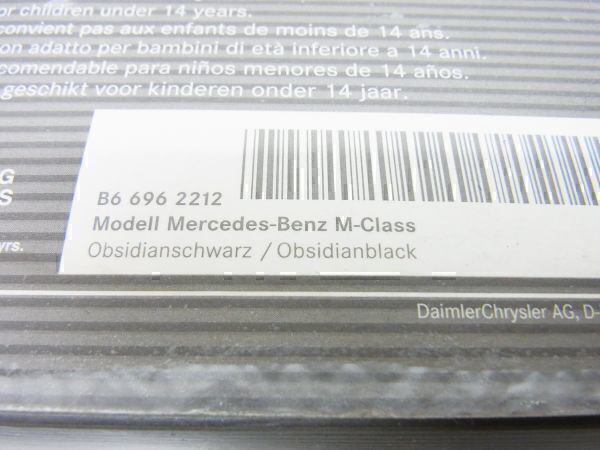 or children under 14 years.
convient pas aux enfants de moins de 14 ans.
on adatto per bambini di età inferiore a 14 anni.
comendable para niños menores de 14 años.
geschikt voor kinderen onder 14 jaar.
G
S
yrs.
B6 696 2212
Modell Mercedes-Benz M-Class
Obsidianschwarz / Obsidianblack
DaimlerChrysler AG, D-